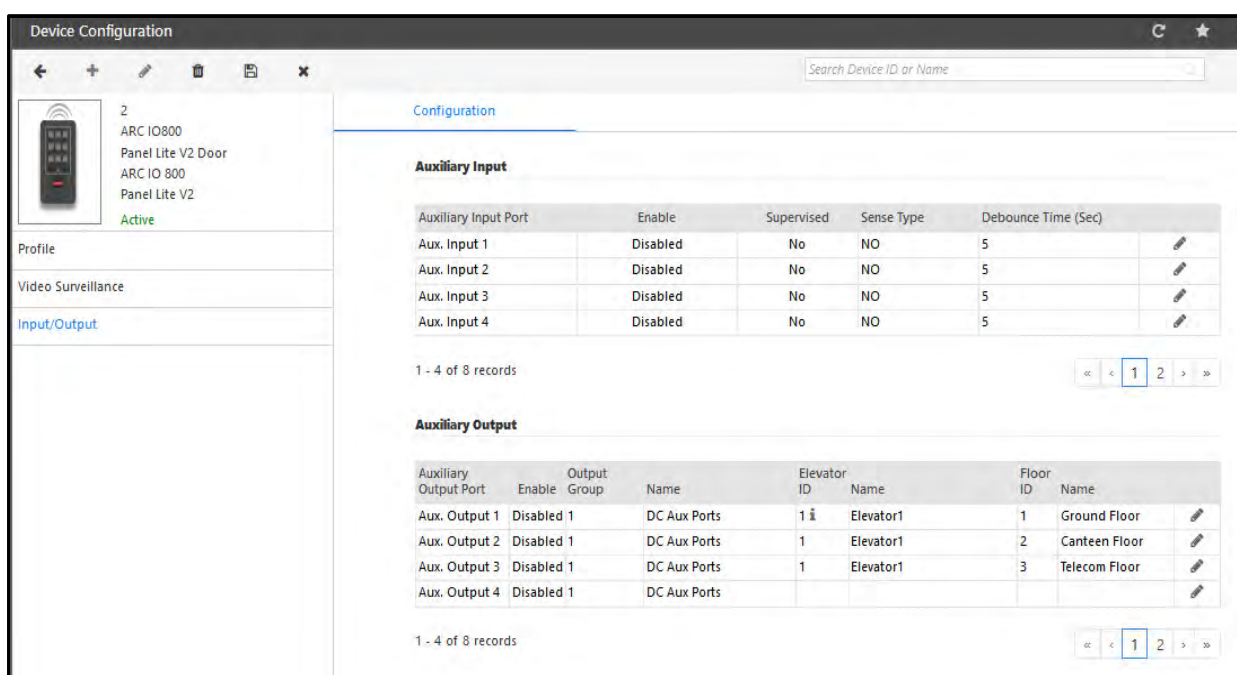 Device Configuration
Search Device ID or Name
2
ARC IO800
Panel Lite V2 Door
ARC IO 800
Panel Lite V2
Active
Profile
Video Surveillance
Input/Output
Configuration
Auxiliary Input
Auxiliary Input Port Enable Supervised Sense Type Debounce Time (Sec)
Aux. Input 1 Disabled No NO 5
Aux. Input 2 Disabled No NO 5
Aux. Input 3 Disabled No NO 5
Aux. Input 4 Disabled No NO 5
1 - 4 of 8 records « ‹ 1 2 › »
Auxiliary Output
Auxiliary Output Elevator Floor
Output Port Enable Group Name ID Name ID Name
Aux. Output 1 Disabled 1 DC Aux Ports 1 i Elevator1 1 Ground Floor
Aux. Output 2 Disabled 1 DC Aux Ports 1 Elevator1 2 Canteen Floor
Aux. Output 3 Disabled 1 DC Aux Ports 1 Elevator1 3 Telecom Floor
Aux. Output 4 Disabled 1 DC Aux Ports
1 - 4 of 8 records « ‹ 1 2 › »